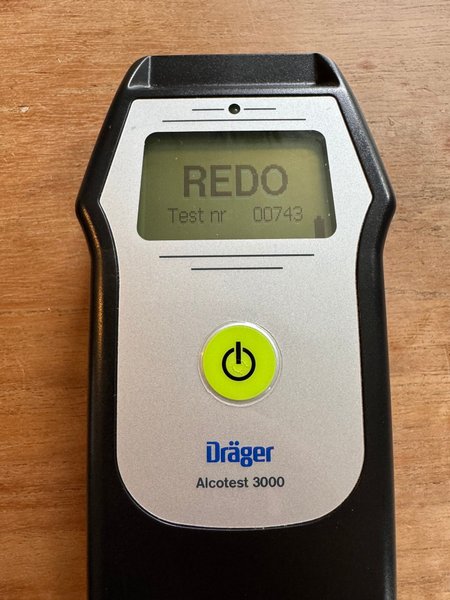 REDO
Test nr 00743
Dräger
Alcotest 3000